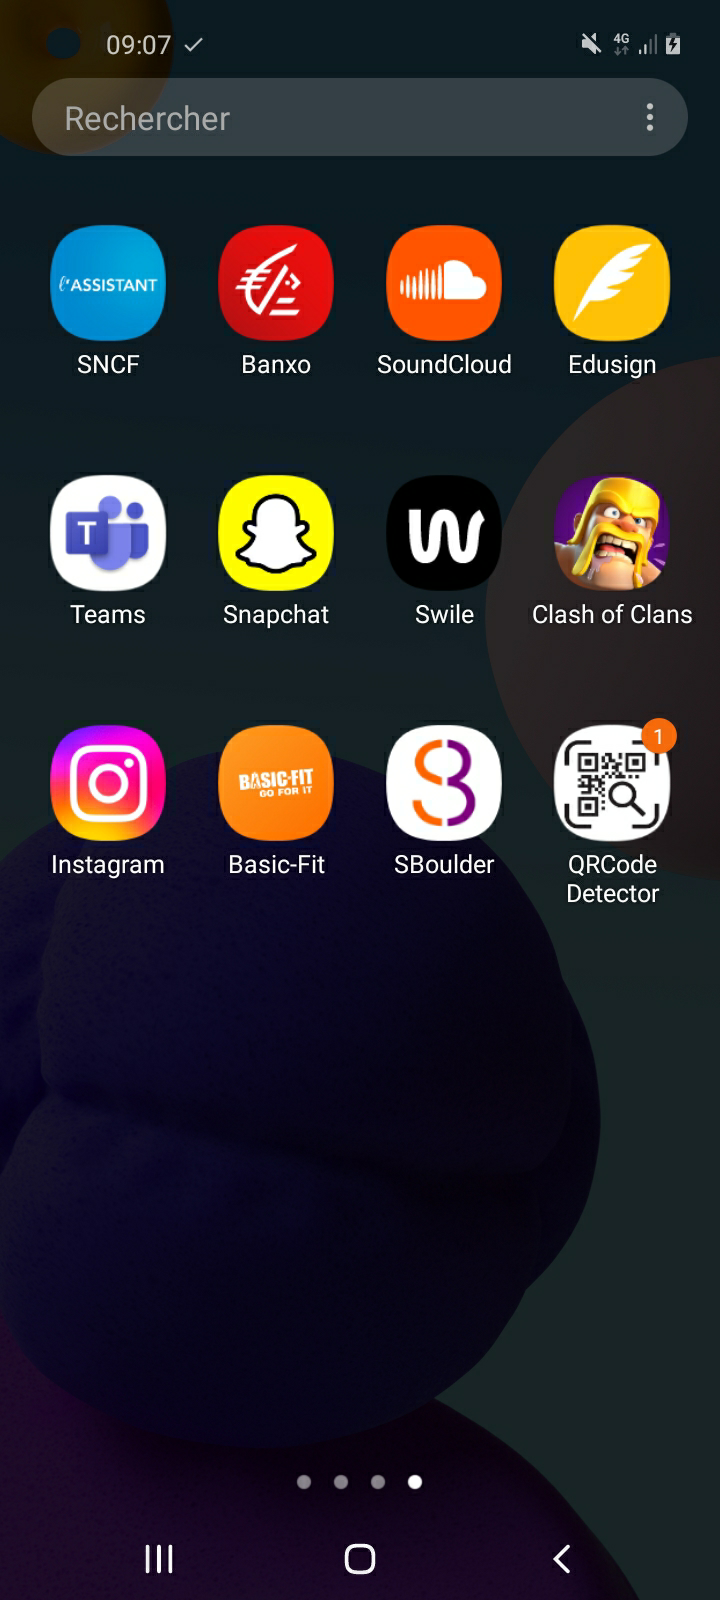 09:07
4G
Rechercher
l'ASSISTANT
SNCF
Banxo
SoundCloud
Edusign
T
Teams
Snapchat
Swile
Clash of Clans
BASIC-FIT
GO FOR IT
1
Instagram
Basic-Fit
SBoulder
QRCode
Detector